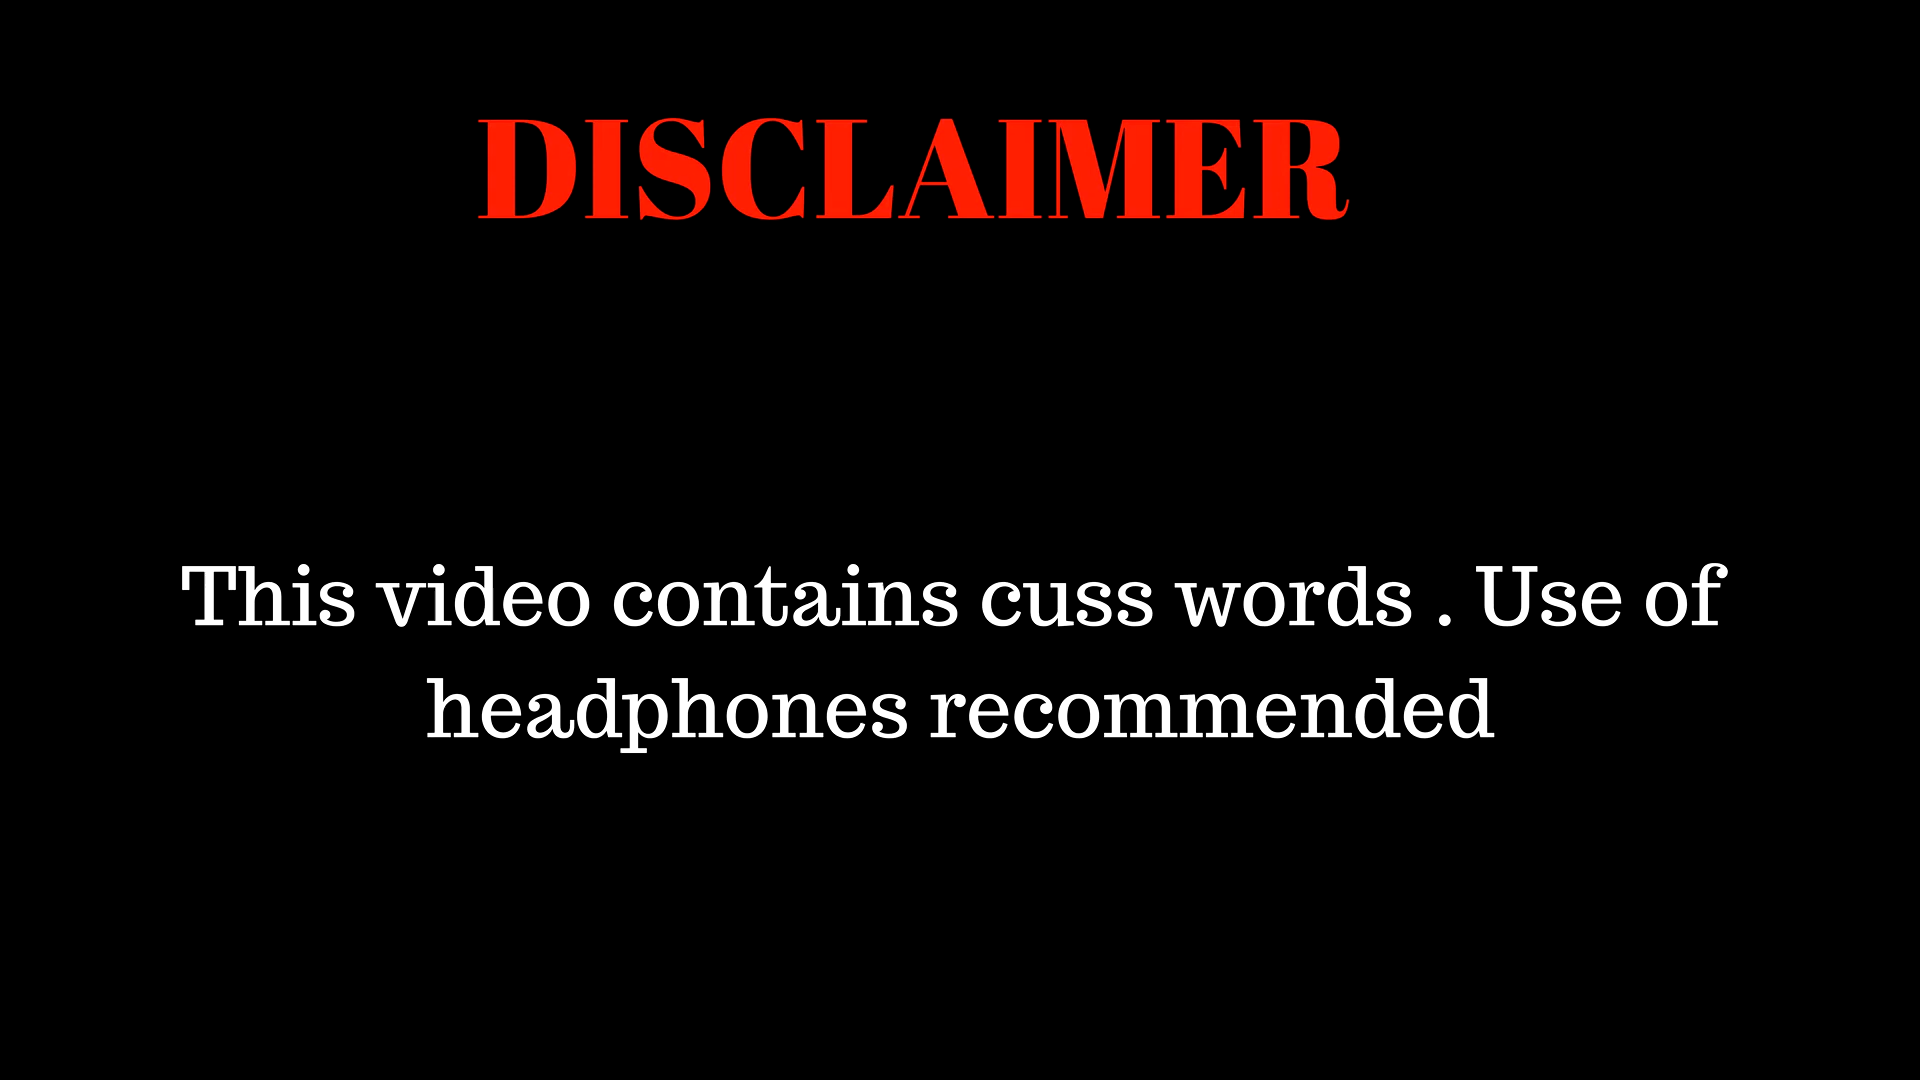 DISCLAIMER
This video contains cuss words . Use of
headphones recommended